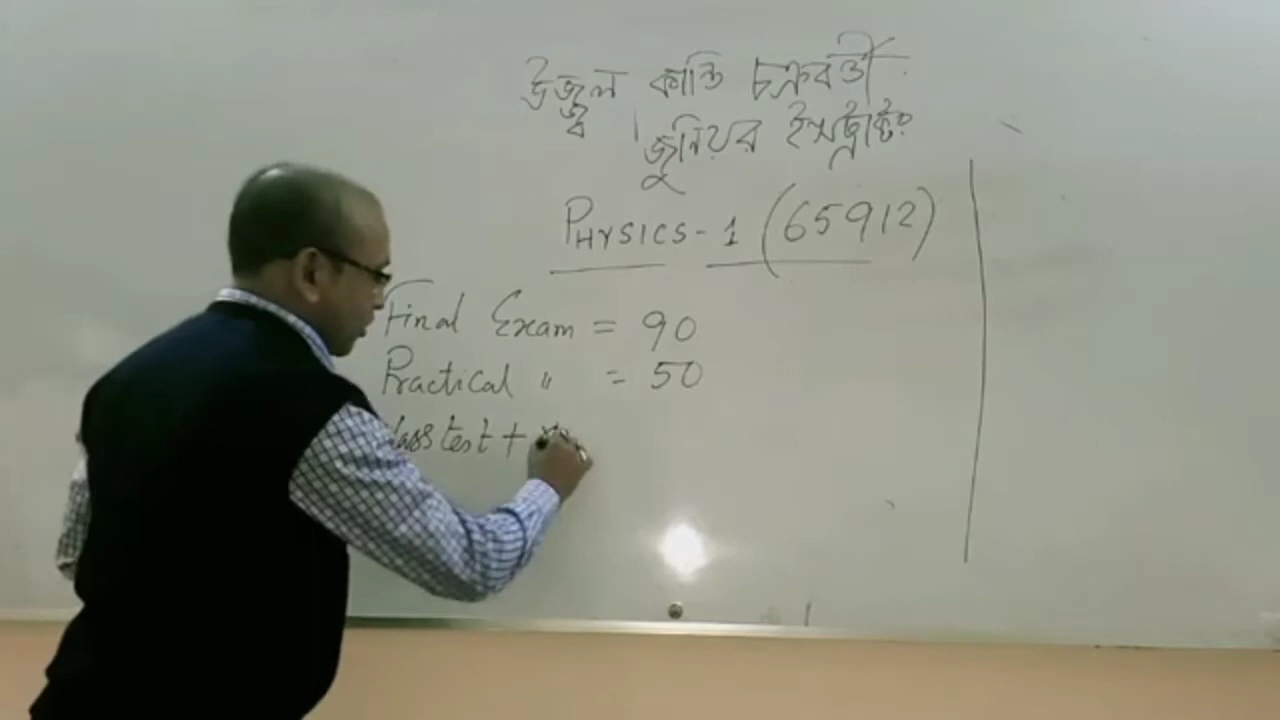 উজ্জ্বল কান্তি চক্রবর্তী
জুনিয়র ইন্সট্রাক্টর
PHYSICS-1 (65912)
Final Exam = 90
Practical " = 50
Class test +